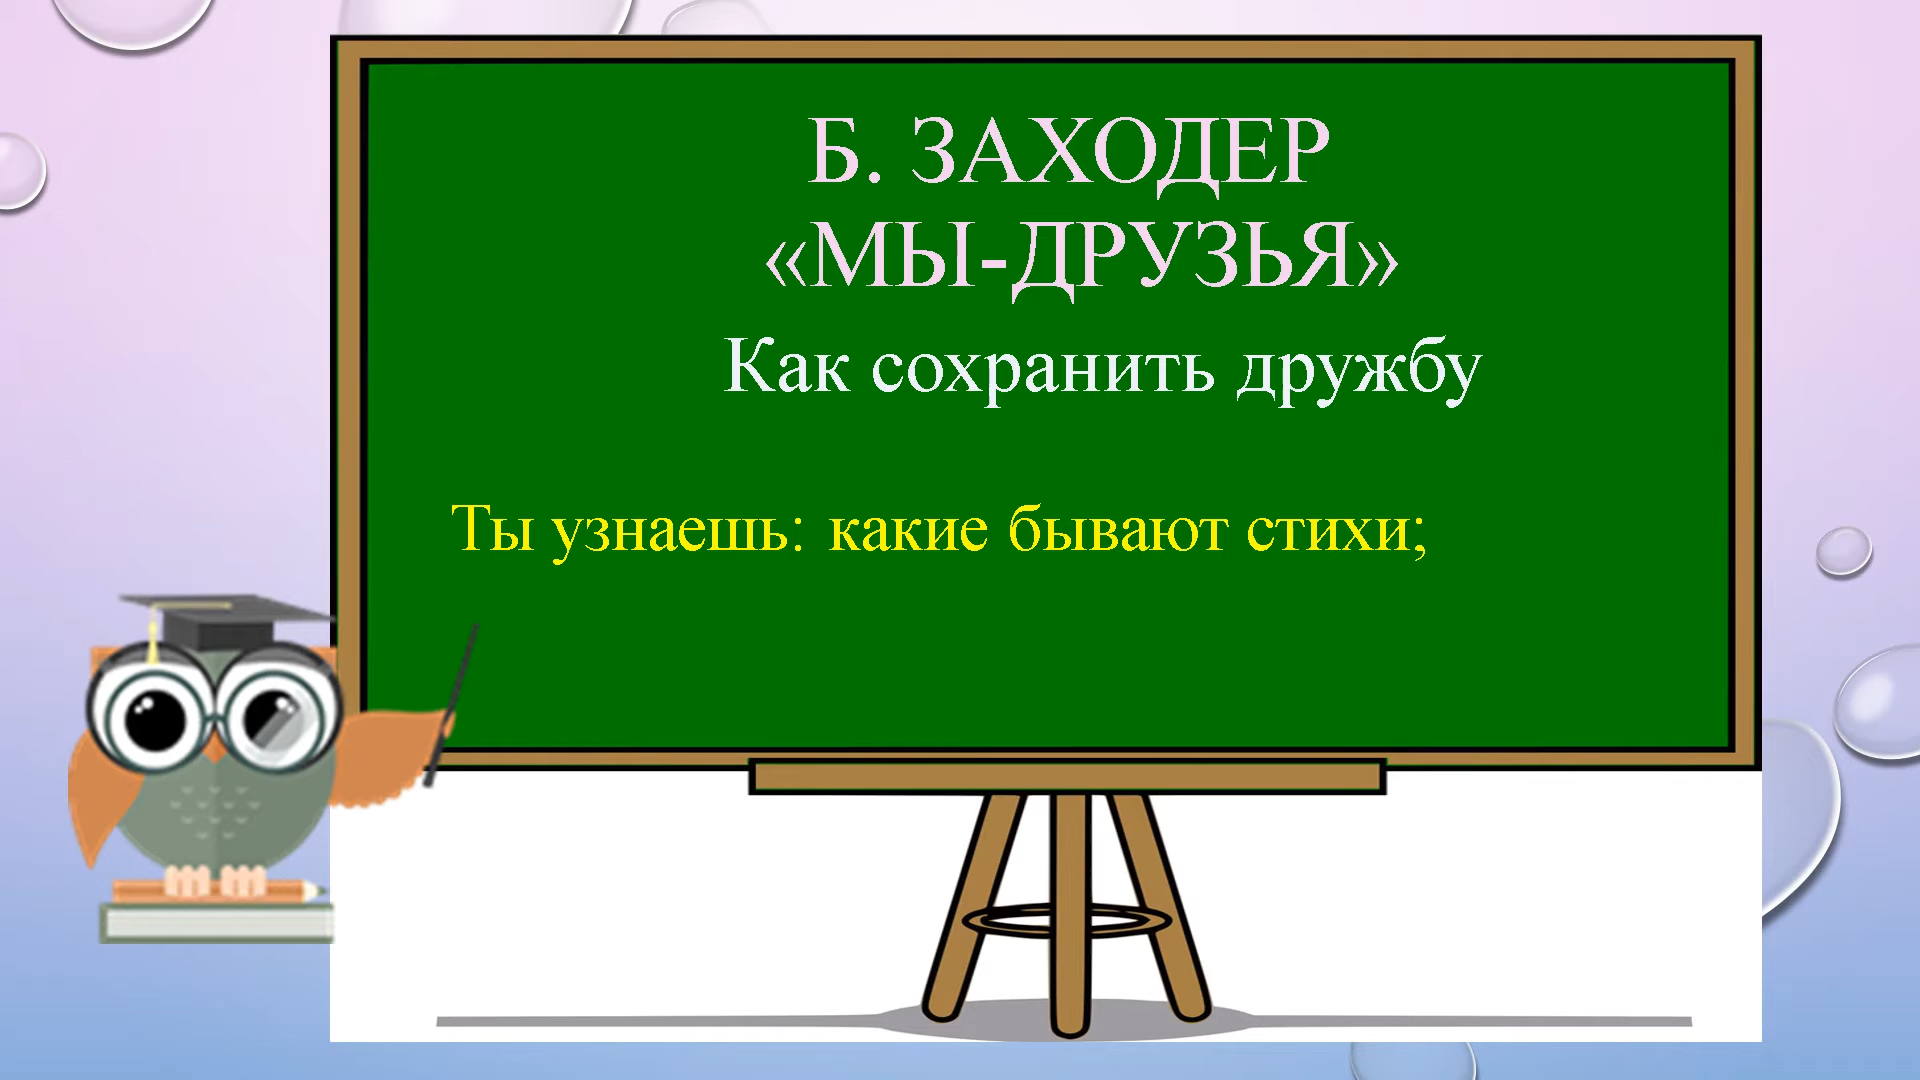 Б. ЗАХОДЕР
«МЫ-ДРУЗЬЯ»
Как сохранить дружбу
Ты узнаешь: какие бывают стихи;